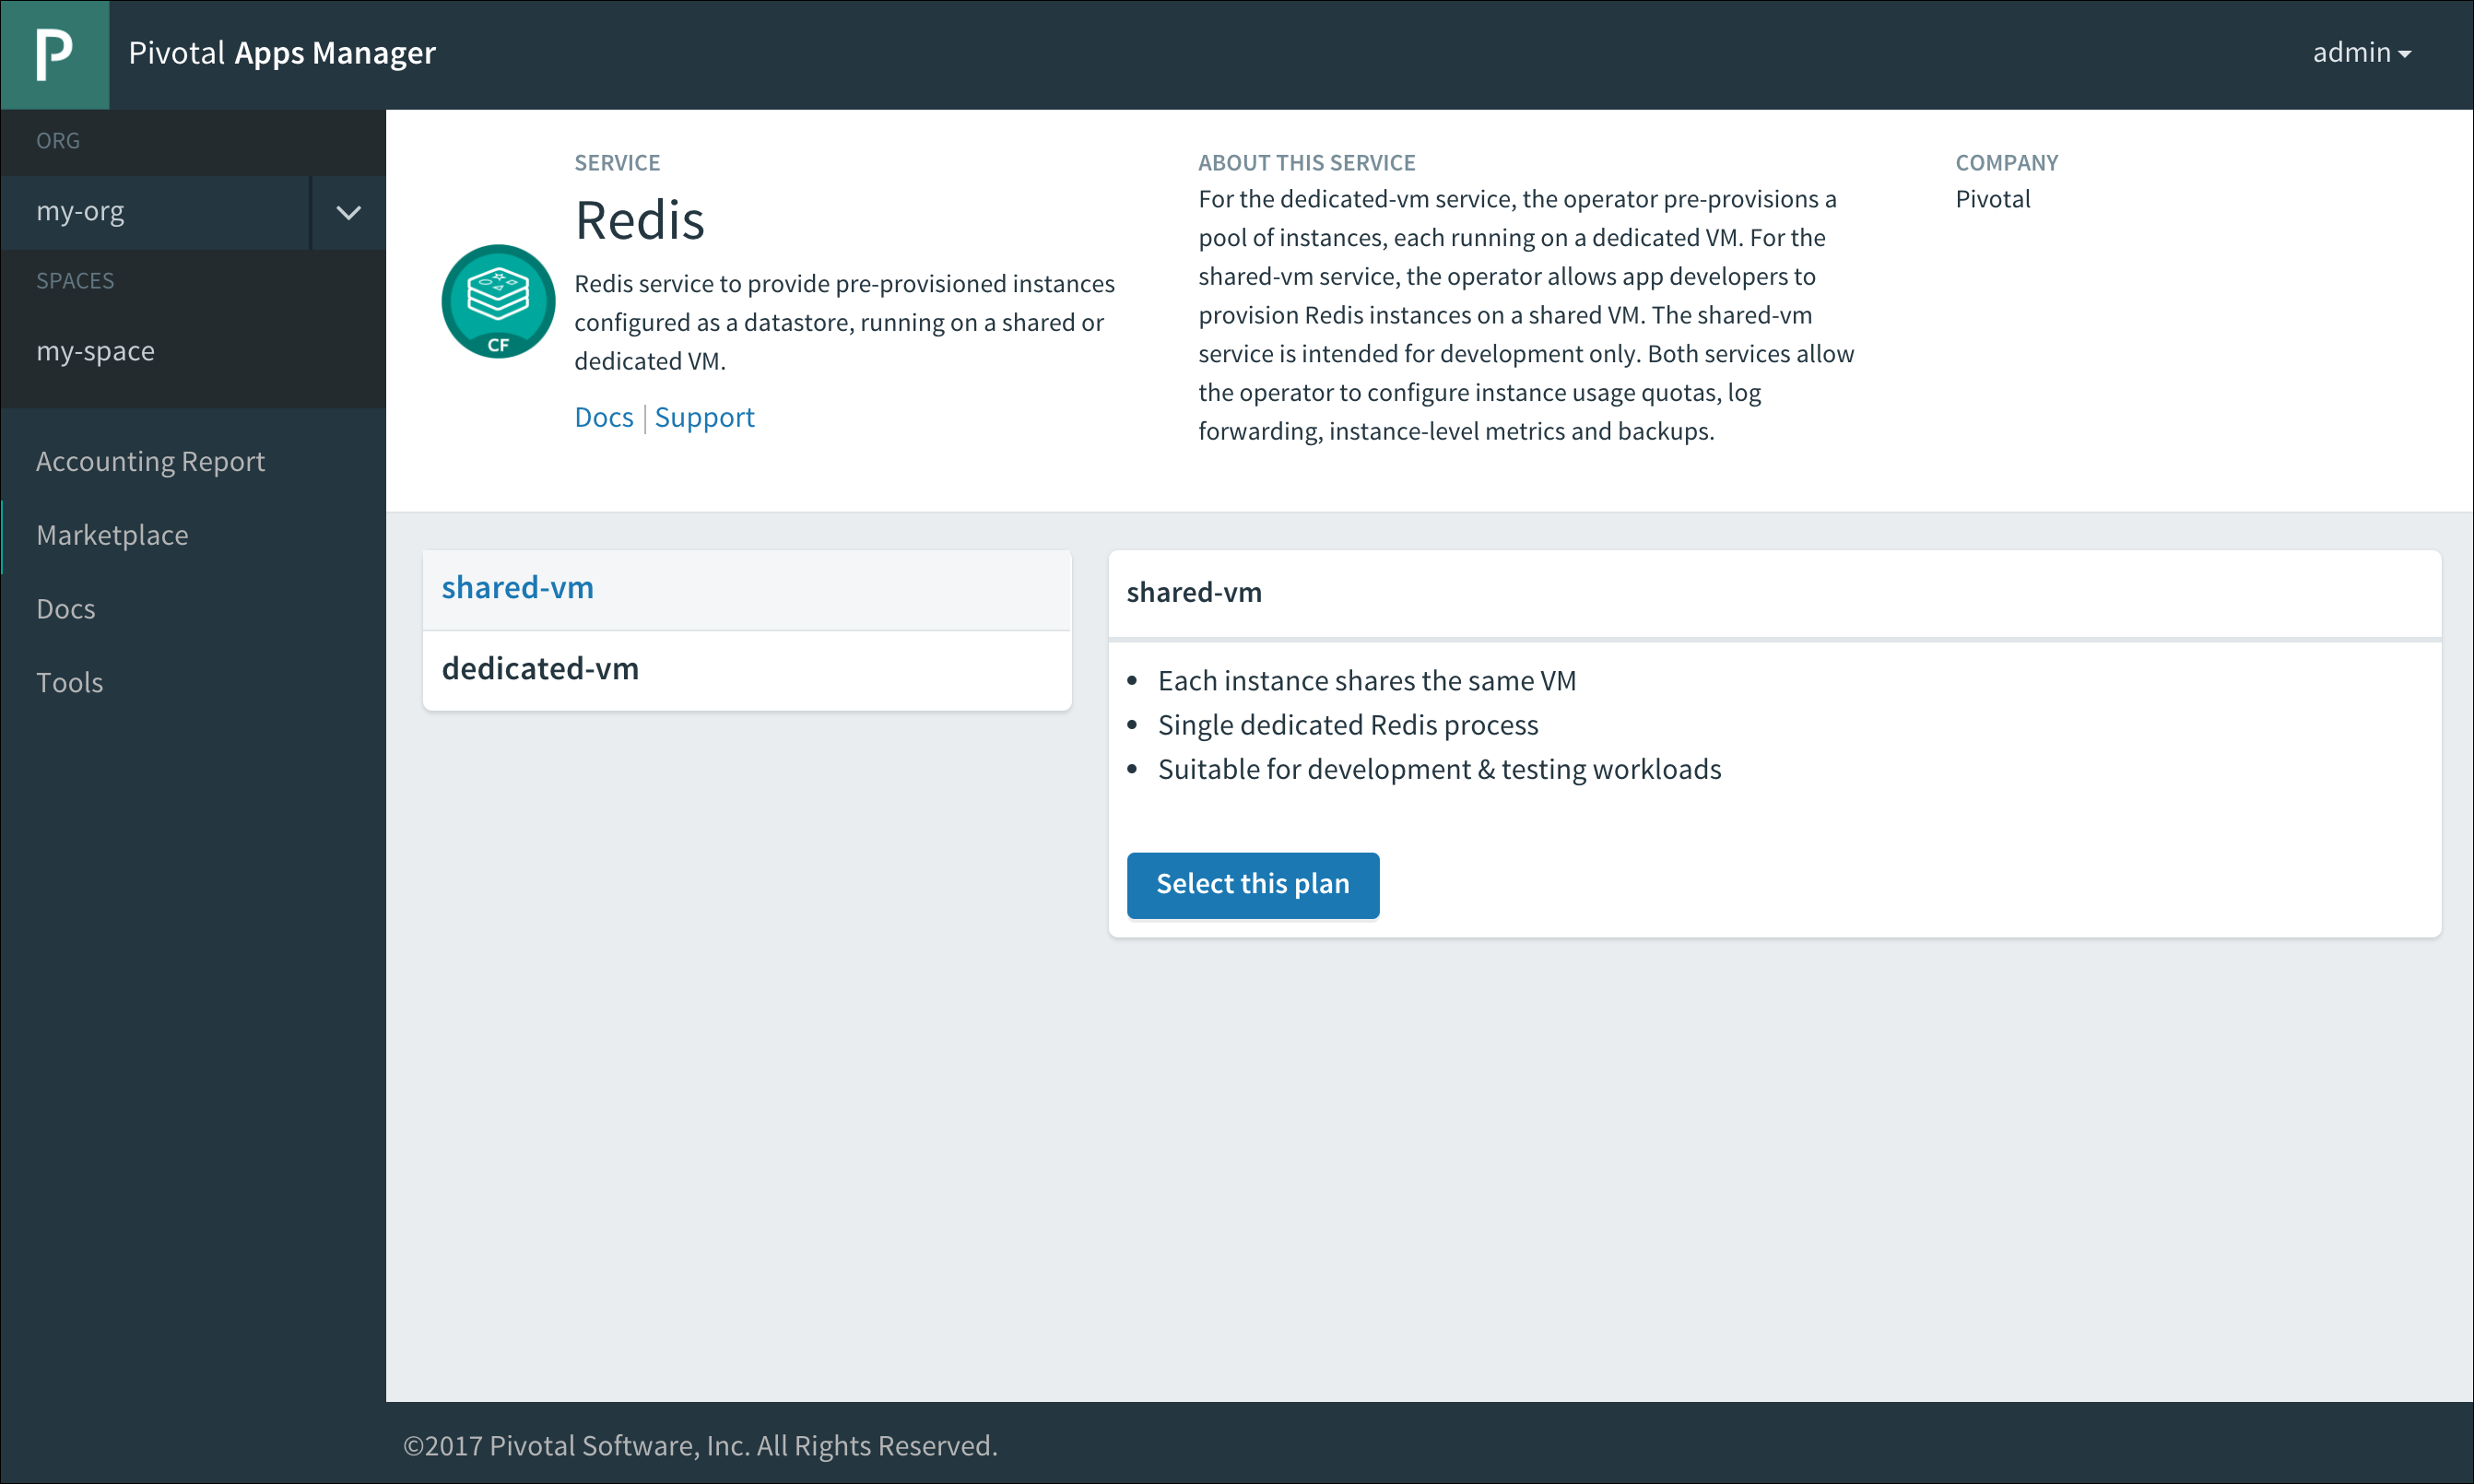 P
Pivotal Apps Manager
admin
ORG
my-org
SPACES
my-space
Accounting Report
Marketplace
Docs
Tools
CF
SERVICE
Redis
Redis service to provide pre-provisioned instances
configured as a datastore, running on a shared or
dedicated VM.
Docs | Support
ABOUT THIS SERVICE
For the dedicated-vm service, the operator pre-provisions a
pool of instances, each running on a dedicated VM. For the
shared-vm service, the operator allows app developers to
provision Redis instances on a shared VM. The shared-vm
service is intended for development only. Both services allow
the operator to configure instance usage quotas, log
forwarding, instance-level metrics and backups.
COMPANY
Pivotal
shared-vm
dedicated-vm
shared-vm
• Each instance shares the same VM
• Single dedicated Redis process
• Suitable for development & testing workloads
Select this plan
©2017 Pivotal Software, Inc. All Rights Reserved.